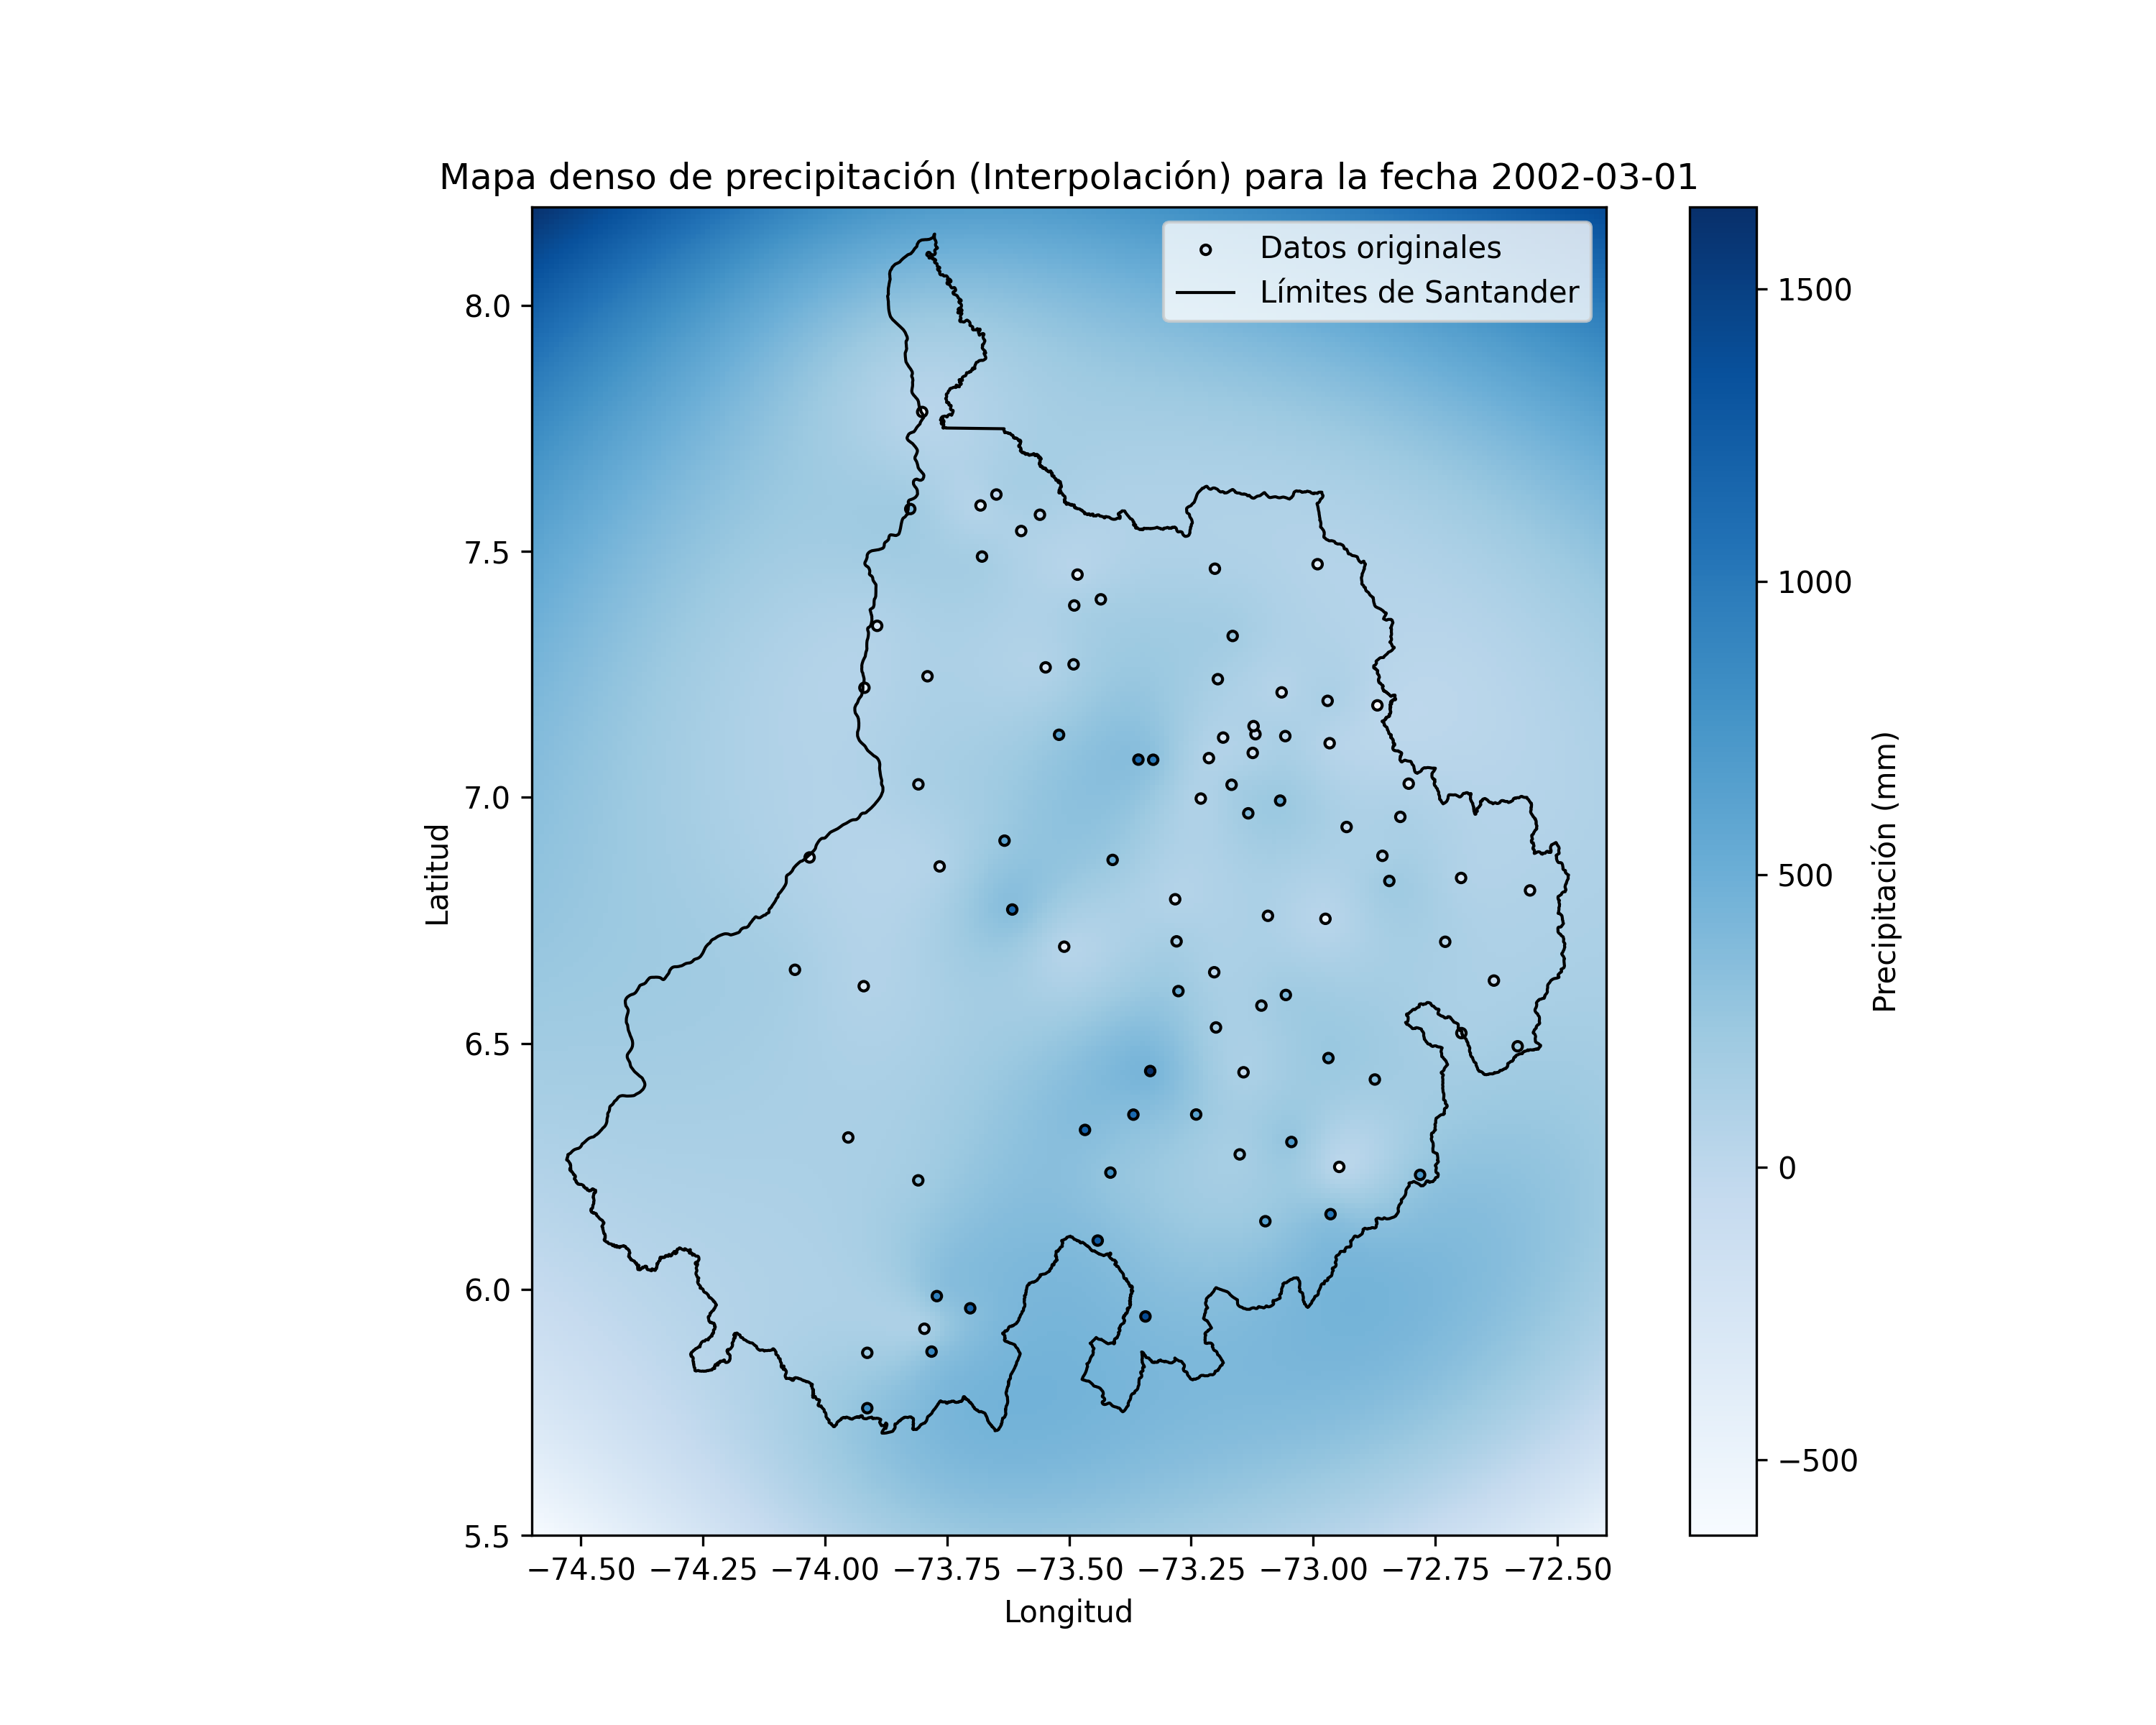 Mapa denso de precipitación (Interpolación) para la fecha 2002-03-01
Datos originales
Límites de Santander
8.0
7.5
7.0
6.5
6.0
5.5
Latitud
−74.50 −74.25 −74.00 −73.75 −73.50 −73.25 −73.00 −72.75 −72.50
Longitud
1500
1000
500
0
−500
Precipitación (mm)